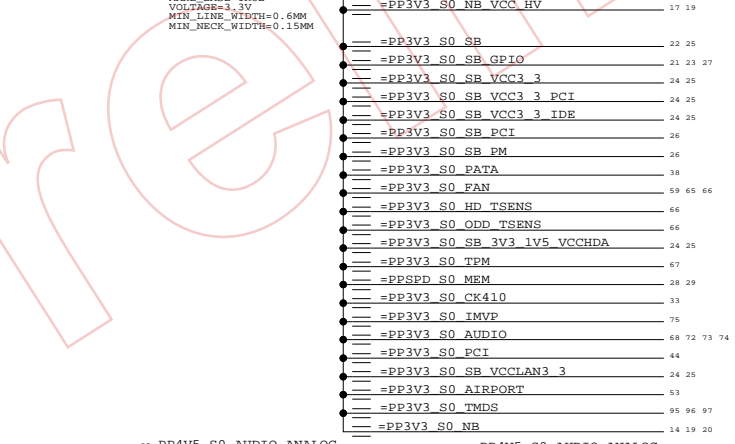 VOLTAGE=3.3V
MIN_LINE_WIDTH=0.6MM
MIN_NECK_WIDTH=0.15MM
=PP3V3_S0_NB_VCC_HV 17 19
=PP3V3_S0_SB 22 25
=PP3V3_S0_SB_GPIO 21 23 27
=PP3V3_S0_SB_VCC3_3 24 25
=PP3V3_S0_SB_VCC3_3_PCI 24 25
=PP3V3_S0_SB_VCC3_3_IDE 24 25
=PP3V3_S0_SB_PCI 26
=PP3V3_S0_SB_PM 26
=PP3V3_S0_PATA 38
=PP3V3_S0_FAN 59 65 66
=PP3V3_S0_HD_TSENS 66
=PP3V3_S0_ODD_TSENS 66
=PP3V3_S0_SB_3V3_1V5_VCCHDA 24 25
=PP3V3_S0_TPM 67
=PPSPD_S0_MEM 28 29
=PP3V3_S0_CK410 33
=PP3V3_S0_IMVP 75
=PP3V3_S0_AUDIO 68 72 73 74
=PP3V3_S0_PCI 44
=PP3V3_S0_SB_VCCLAN3_3 24 25
=PP3V3_S0_AIRPORT 53
=PP3V3_S0_TMDS 95 96 97
=PP3V3_S0_NB 14 19 20
PP4V5_S0_AUDIO_ANALOG PP4V5_S0_AUDIO_ANALOG